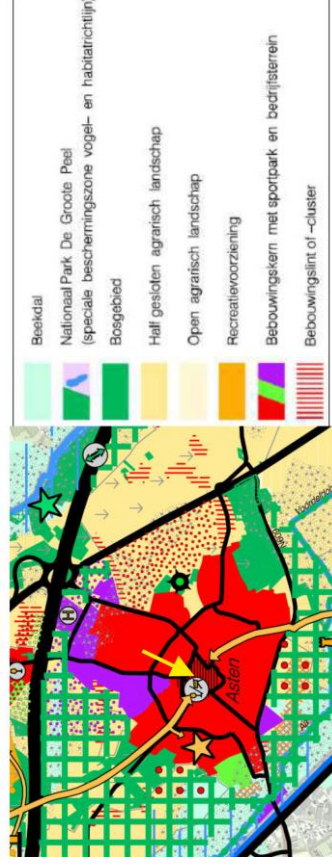 Beekdal
Nationaal Park De Groote Peel
(speciale beschermingszone vogel- en habitatrichtlijn)
Bosgebied
Half gesloten agrarisch landschap
Open agrarisch landschap
Recreatievoorziening
Bebouwingskern met sportpark en bedrijfsterrein
Bebouwingslint of -cluster
Asten
H